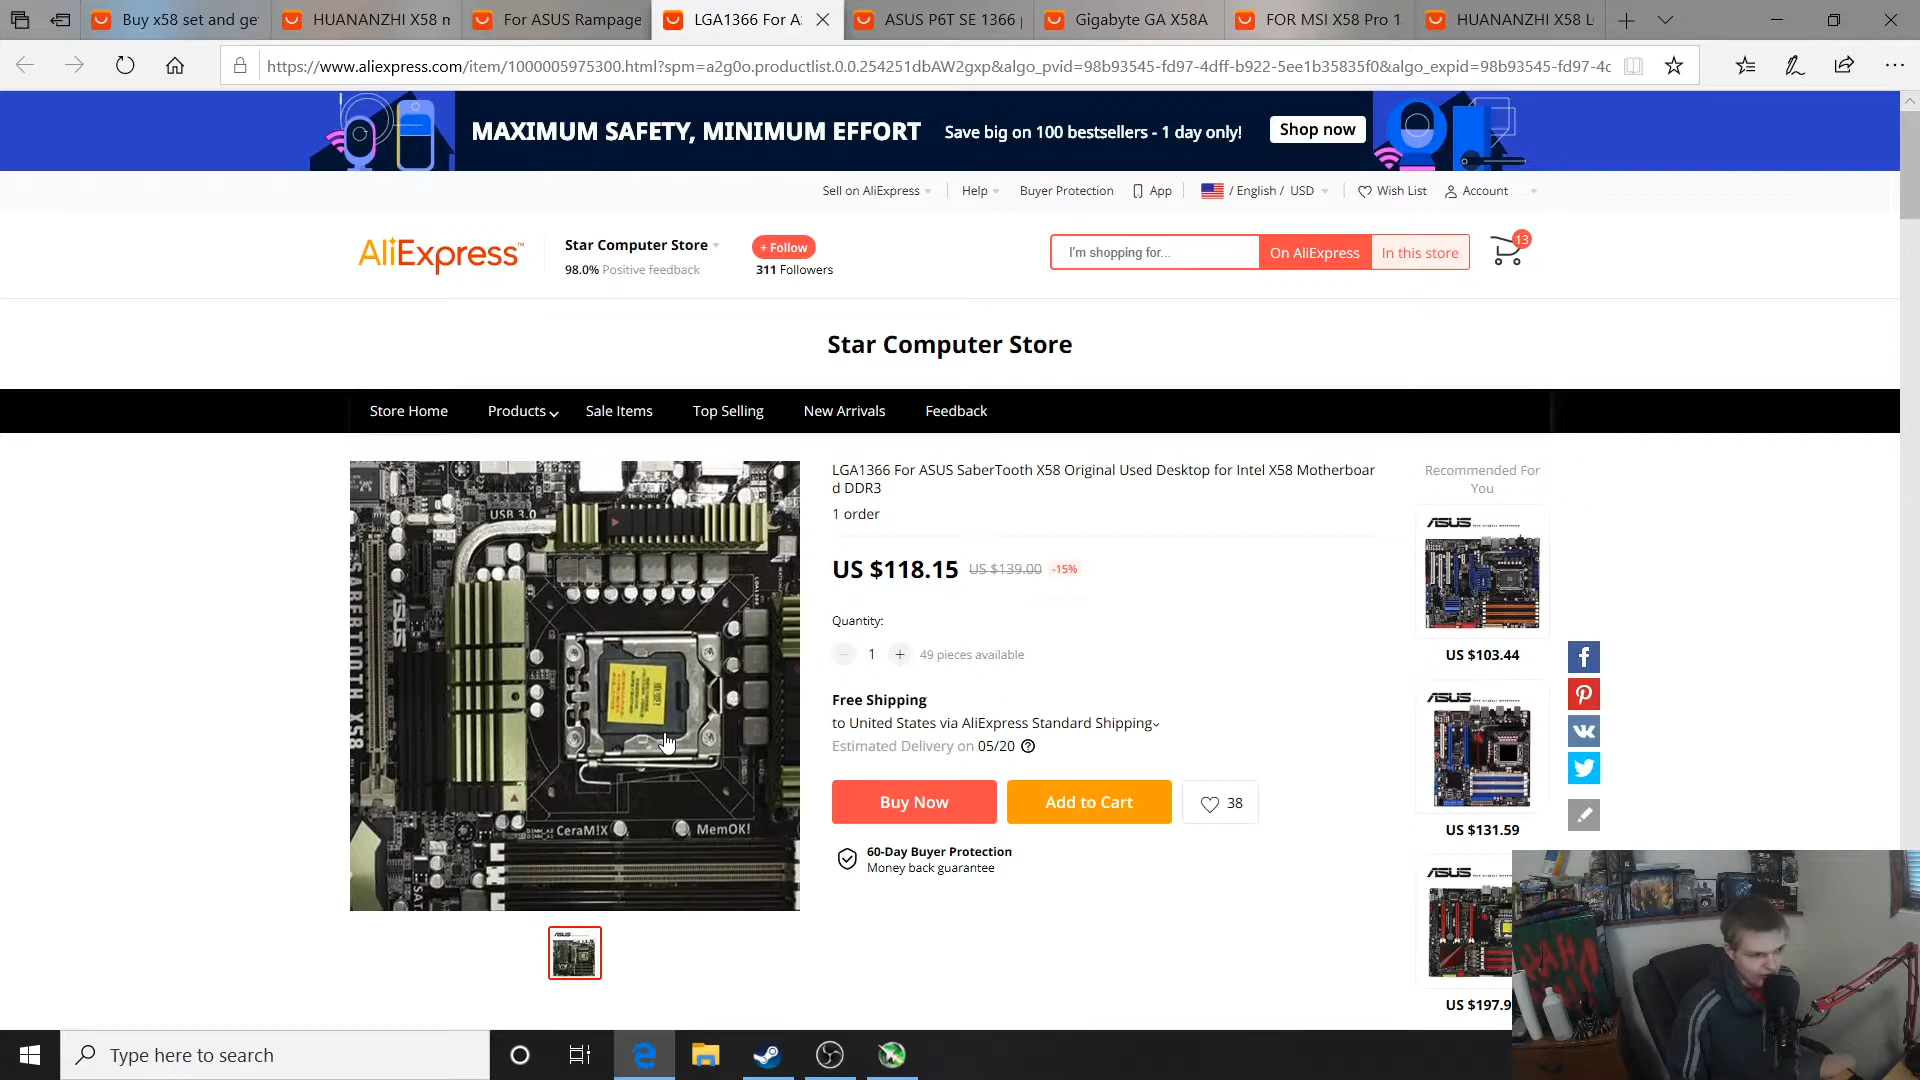 Buy x58 set and ge
HUANANZHI X58 m
For ASUS Rampage
LGA1366 For A
ASUS P6T SE 1366
Gigabyte GA X58A
FOR MSI X58 Pro 1
HUANANZHI X58 L
https://www.aliexpress.com/item/1000005975300.html?spm=a2g0o.productlist.0.0.254251dbAW2gxp&algo_pvid=98b93545-fd97-4dff-b922-5ee1b35835f0&algo_expid=98b93545-fd97-4c
MAXIMUM SAFETY, MINIMUM EFFORT
Save big on 100 bestsellers - 1 day only!
Shop now
Sell on AliExpress
Help
Buyer Protection
App
/ English / USD
Wish List
Account
AliExpress™
Star Computer Store
98.0% Positive feedback
+ Follow
311 Followers
I'm shopping for...
On AliExpress
In this store
13
Star Computer Store
Store Home
Products
Sale Items
Top Selling
New Arrivals
Feedback
USB 3.0
SABERTOOTH X58
ASUS
LGA1366
CeraM!X
MemOK!
LGA1366 For ASUS SaberTooth X58 Original Used Desktop for Intel X58 Motherboar
d DDR3
1 order
US $118.15 US $139.00 -15%
Quantity:
1
+
49 pieces available
Free Shipping
to United States via AliExpress Standard Shipping
Estimated Delivery on 05/20
Buy Now
Add to Cart
38
60-Day Buyer Protection
Money back guarantee
Recommended For
You
ASUS
US $103.44
ASUS
US $131.59
ASUS
US $197.9
Type here to search